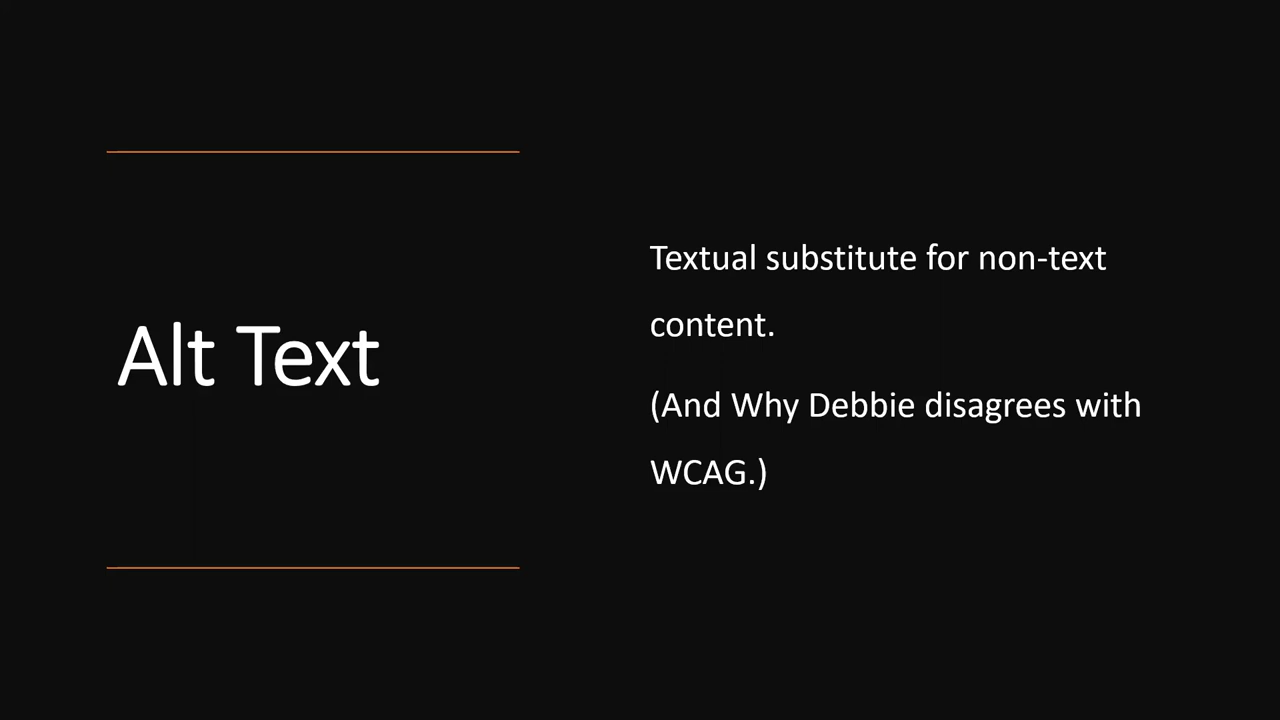 Alt Text
Textual substitute for non-text
content.
(And Why Debbie disagrees with
WCAG.)